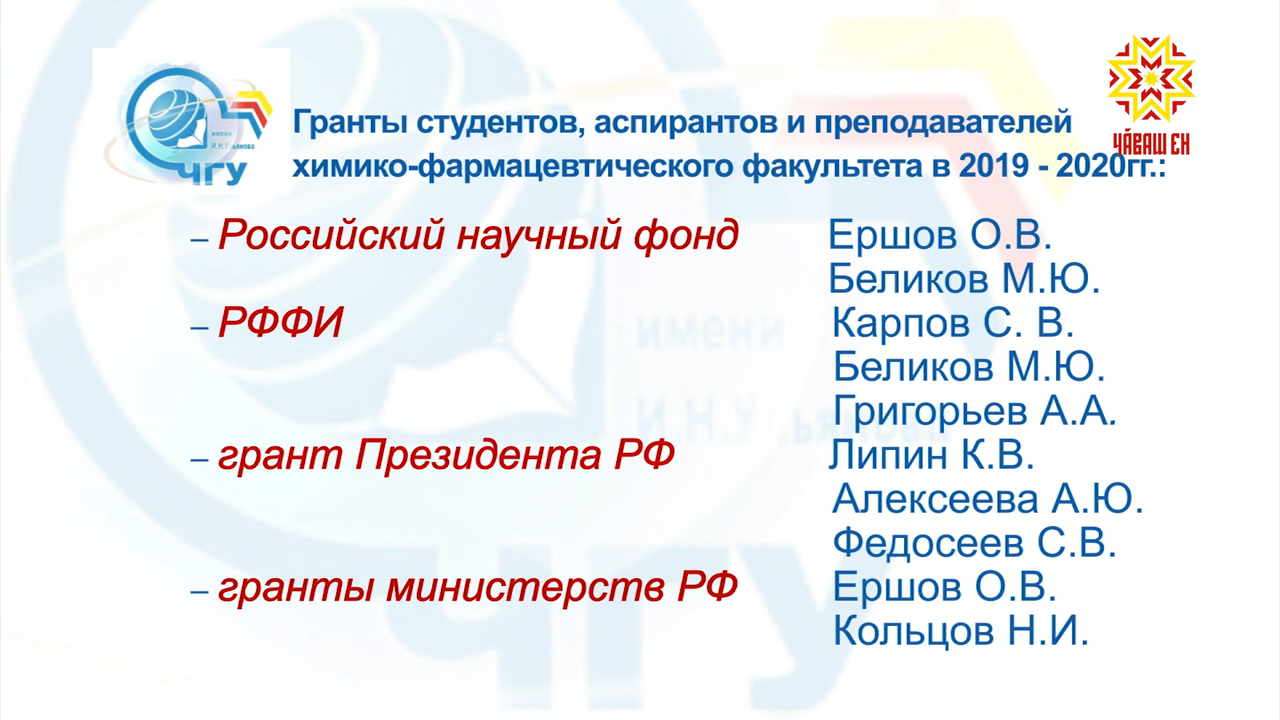 имени
И.Н.Ульянова
ЧГУ
ЧĂВАШ ЕН
Гранты студентов, аспирантов и преподавателей
химико-фармацевтического факультета в 2019 - 2020гг.:
– Российский научный фонд Ершов О.В.
Беликов М.Ю.
– РФФИ Карпов С. В.
Беликов М.Ю.
Григорьев А.А.
– грант Президента РФ Липин К.В.
Алексеева А.Ю.
Федосеев С.В.
– гранты министерств РФ Ершов О.В.
Кольцов Н.И.